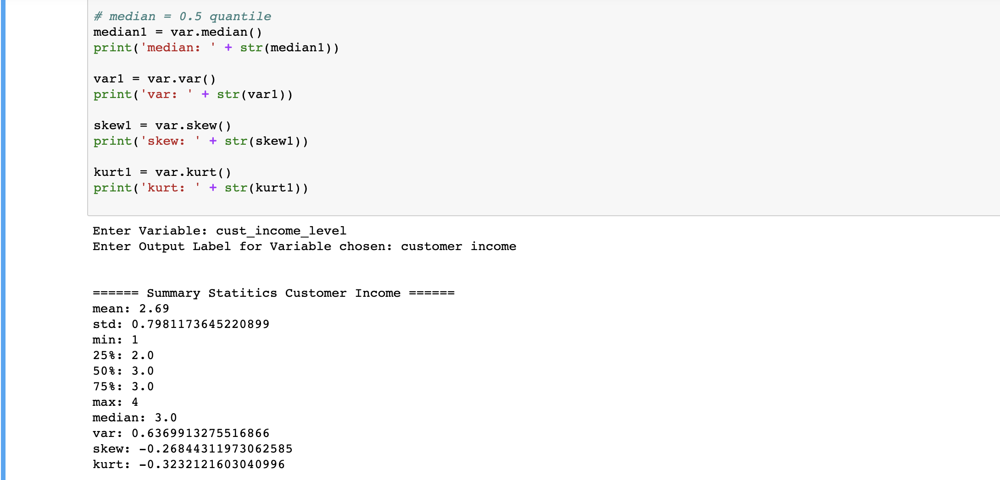 # median = 0.5 quantile
median1 = var.median()
print('median: ' + str(median1))
var1 = var.var()
print('var: ' + str(var1))
skew1 = var.skew()
print('skew: ' + str(skew1))
kurt1 = var.kurt()
print('kurt: ' + str(kurt1))
Enter Variable: cust_income_level
Enter Output Label for Variable chosen: customer income
====== Summary Statitics Customer Income ======
mean: 2.69
std: 0.7981173645220899
min: 1
25%: 2.0
50%: 3.0
75%: 3.0
max: 4
median: 3.0
var: 0.6369913275516866
skew: -0.26844311973062585
kurt: -0.3232121603040996